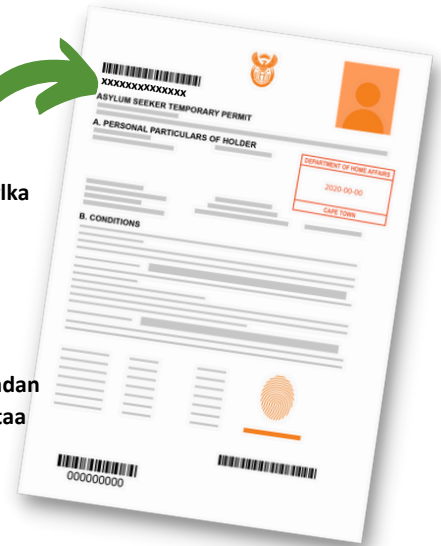 XXXXXXXXXXXXXX
ASYLUM SEEKER TEMPORARY PERMIT
A. PERSONAL PARTICULARS OF HOLDER
DEPARTMENT OF HOME AFFAIRS
2020-00-00
CAPE TOWN
B. CONDITIONS
000000000